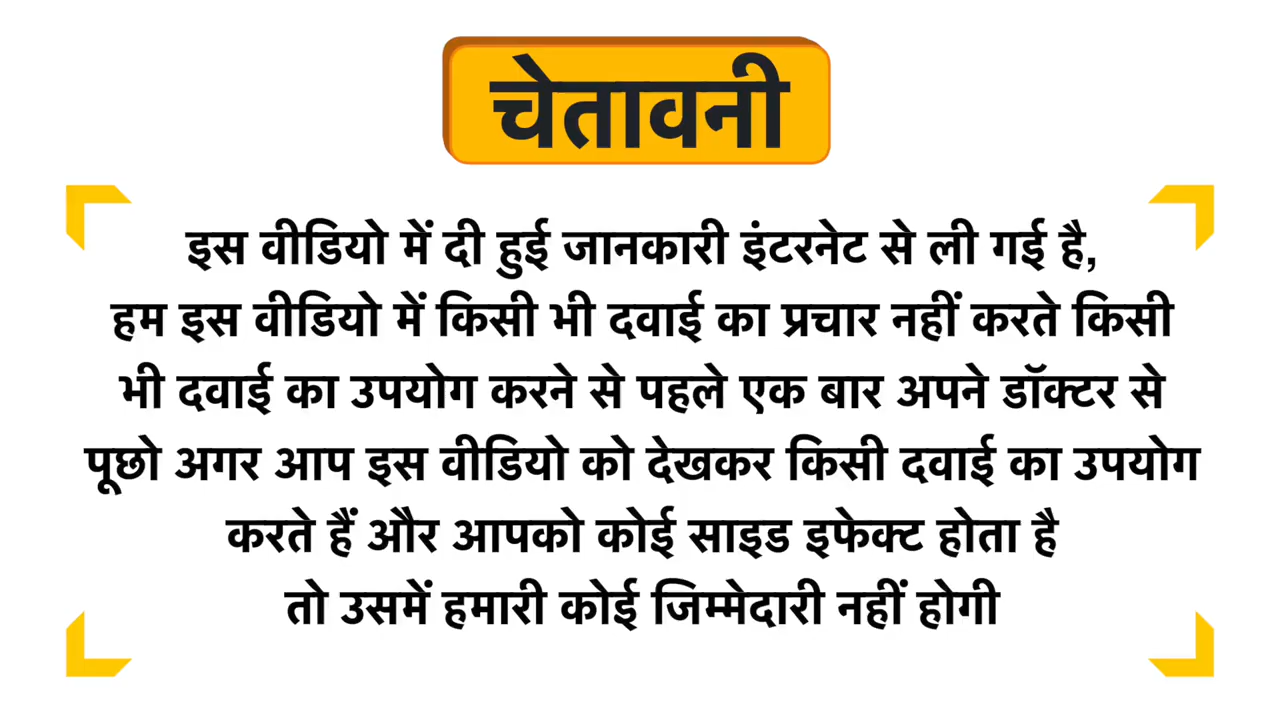 चेतावनी
इस वीडियो में दी हुई जानकारी इंटरनेट से ली गई है,
हम इस वीडियो में किसी भी दवाई का प्रचार नहीं करते किसी
भी दवाई का उपयोग करने से पहले एक बार अपने डॉक्टर से
पूछो अगर आप इस वीडियो को देखकर किसी दवाई का उपयोग
करते हैं और आपको कोई साइड इफेक्ट होता है
तो उसमें हमारी कोई जिम्मेदारी नहीं होगी